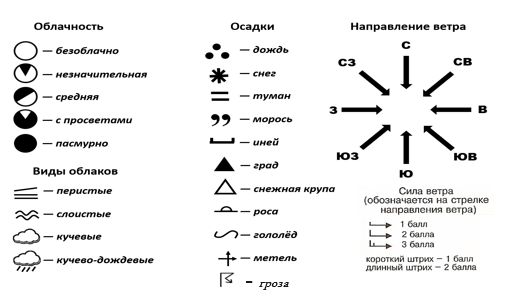 Облачность
— безоблачно
— незначительная
— средняя
— с просветами
— пасмурно
Виды облаков
— перистые
— слоистые
— кучевые
— кучево-дождевые
Осадки
— дождь
— снег
— туман
— морось
— иней
— град
— снежная крупа
— роса
— гололёд
— метель
- гроза
Направление ветра
С
СЗ
СВ
З
В
ЮЗ
ЮВ
Ю
Сила ветра
(обозначается на стрелке
направления ветра)
1 балл
2 балла
3 балла
короткий штрих – 1 балл
длинный штрих – 2 балла